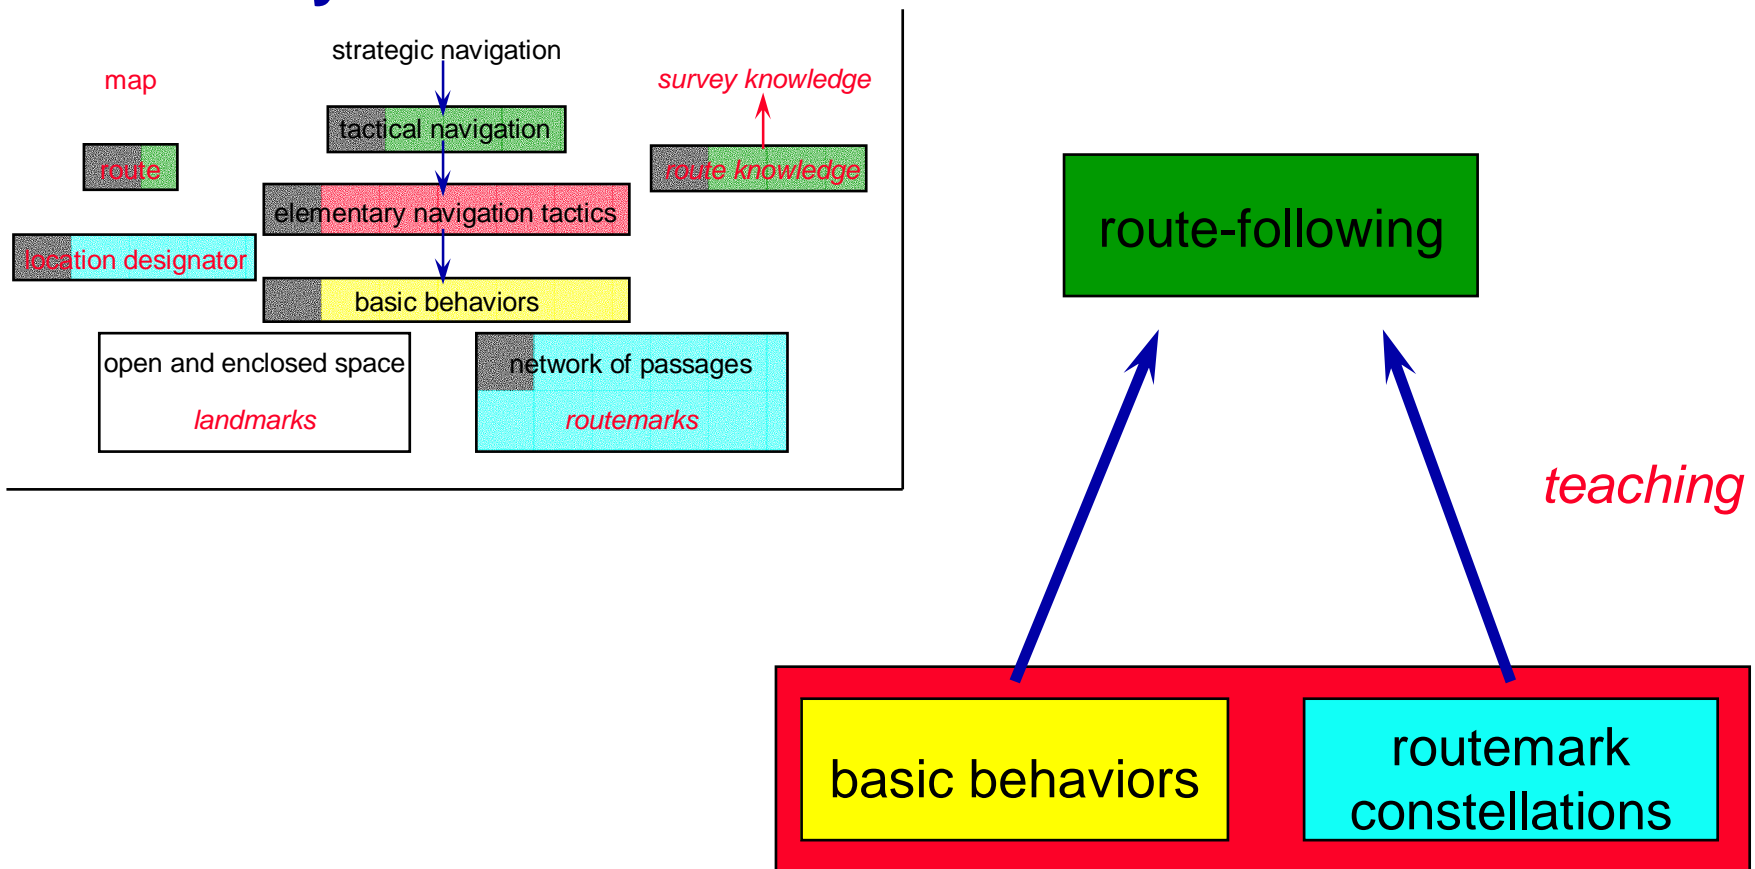 strategic navigation
map
survey knowledge
tactical navigation
route
route knowledge
elementary navigation tactics
location designator
basic behaviors
open and enclosed space
network of passages
landmarks
routemarks
route-following
teaching
basic behaviors
routemark
constellations